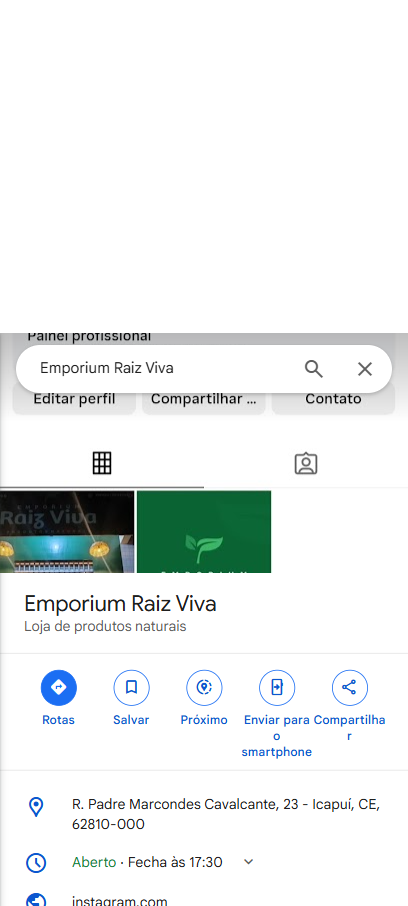 Painel profissional
Emporium Raiz Viva
Editar perfil
Compartilhar ...
Contato
EMPORIUM
Raiz Viva
Emporium Raiz Viva
Loja de produtos naturais
Rotas
Salvar
Próximo
Enviar para
o
smartphone
Compartilha
r
R. Padre Marcondes Cavalcante, 23 - Icapuí, CE,
62810-000
Aberto · Fecha às 17:30
instagram.com